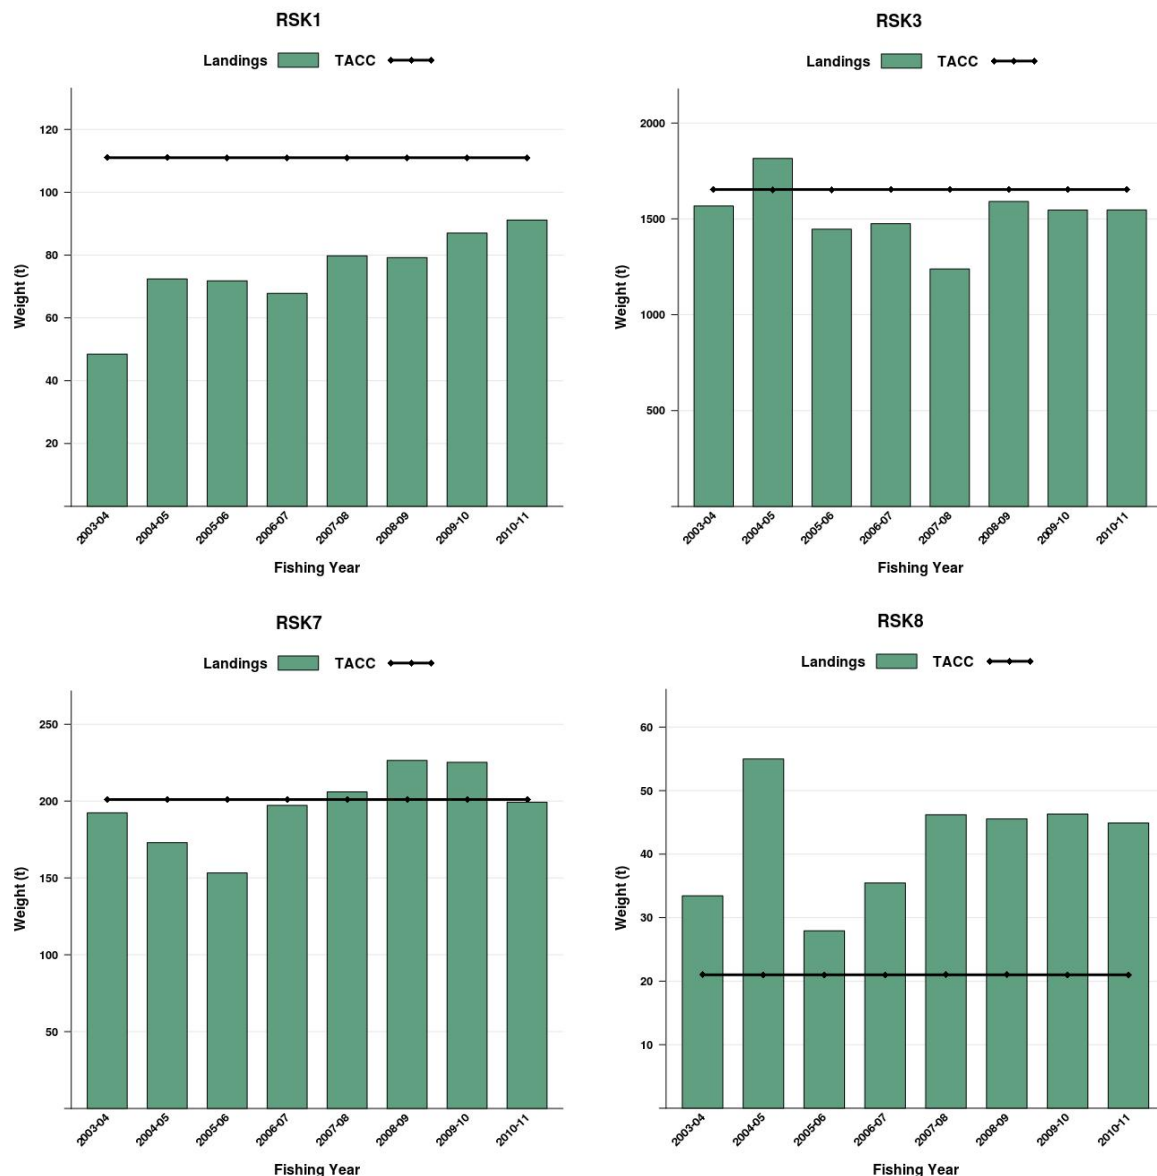 RSK1
Landings TACC
120
100
80
60
40
20
Weight (t)
2003-04 2004-05 2005-06 2006-07 2007-08 2008-09 2009-10 2010-11
Fishing Year
RSK3
Landings TACC
2000
1500
1000
500
Weight (t)
2003-04 2004-05 2005-06 2006-07 2007-08 2008-09 2009-10 2010-11
Fishing Year
RSK7
Landings TACC
250
200
150
100
50
Weight (t)
2003-04 2004-05 2005-06 2006-07 2007-08 2008-09 2009-10 2010-11
Fishing Year
RSK8
Landings TACC
60
50
40
30
20
10
Weight (t)
2003-04 2004-05 2005-06 2006-07 2007-08 2008-09 2009-10 2010-11
Fishing Year